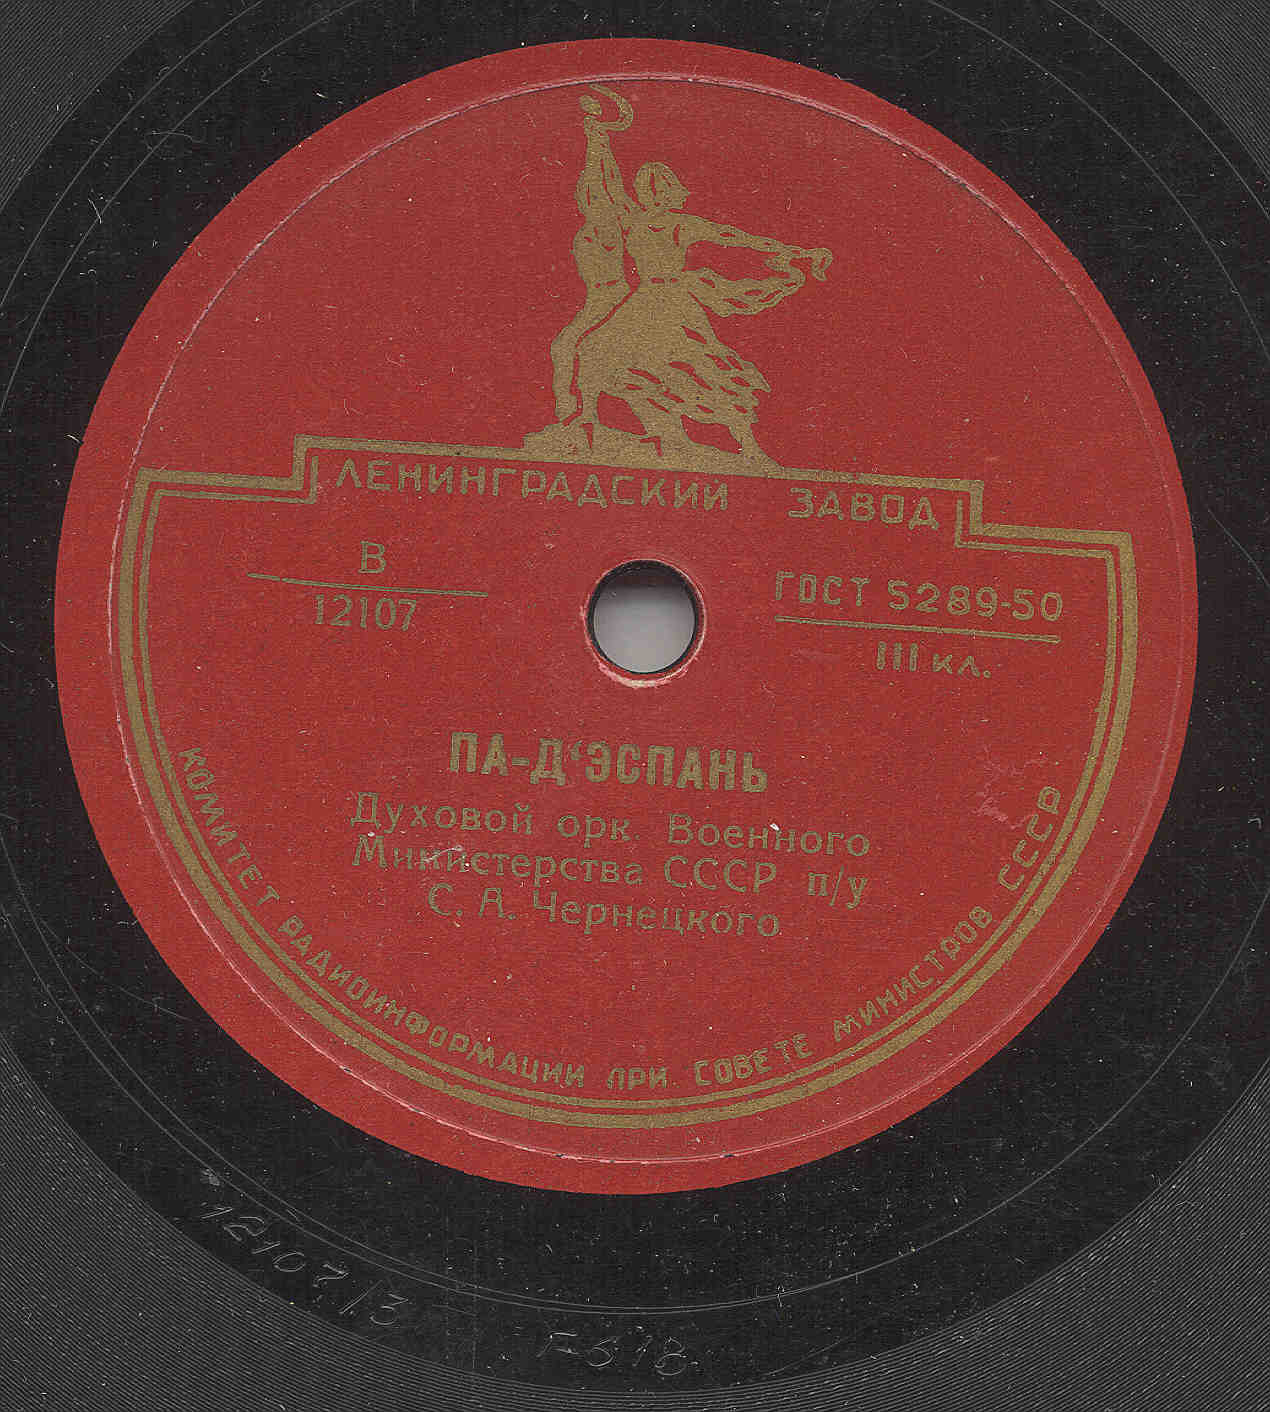 ЛЕНИНГРАДСКИЙ ЗАВОД
В
12107
ГОСТ 5289-50
III кл.
ПА-Д‘ЭСПАНЬ
Духовой орк. Военного
Министерства СССР п/у
С. А. Чернецкого
КОМИТЕТ РАДИОИНФОРМАЦИИ ПРИ СОВЕТЕ МИНИСТРОВ СССР
12107/3